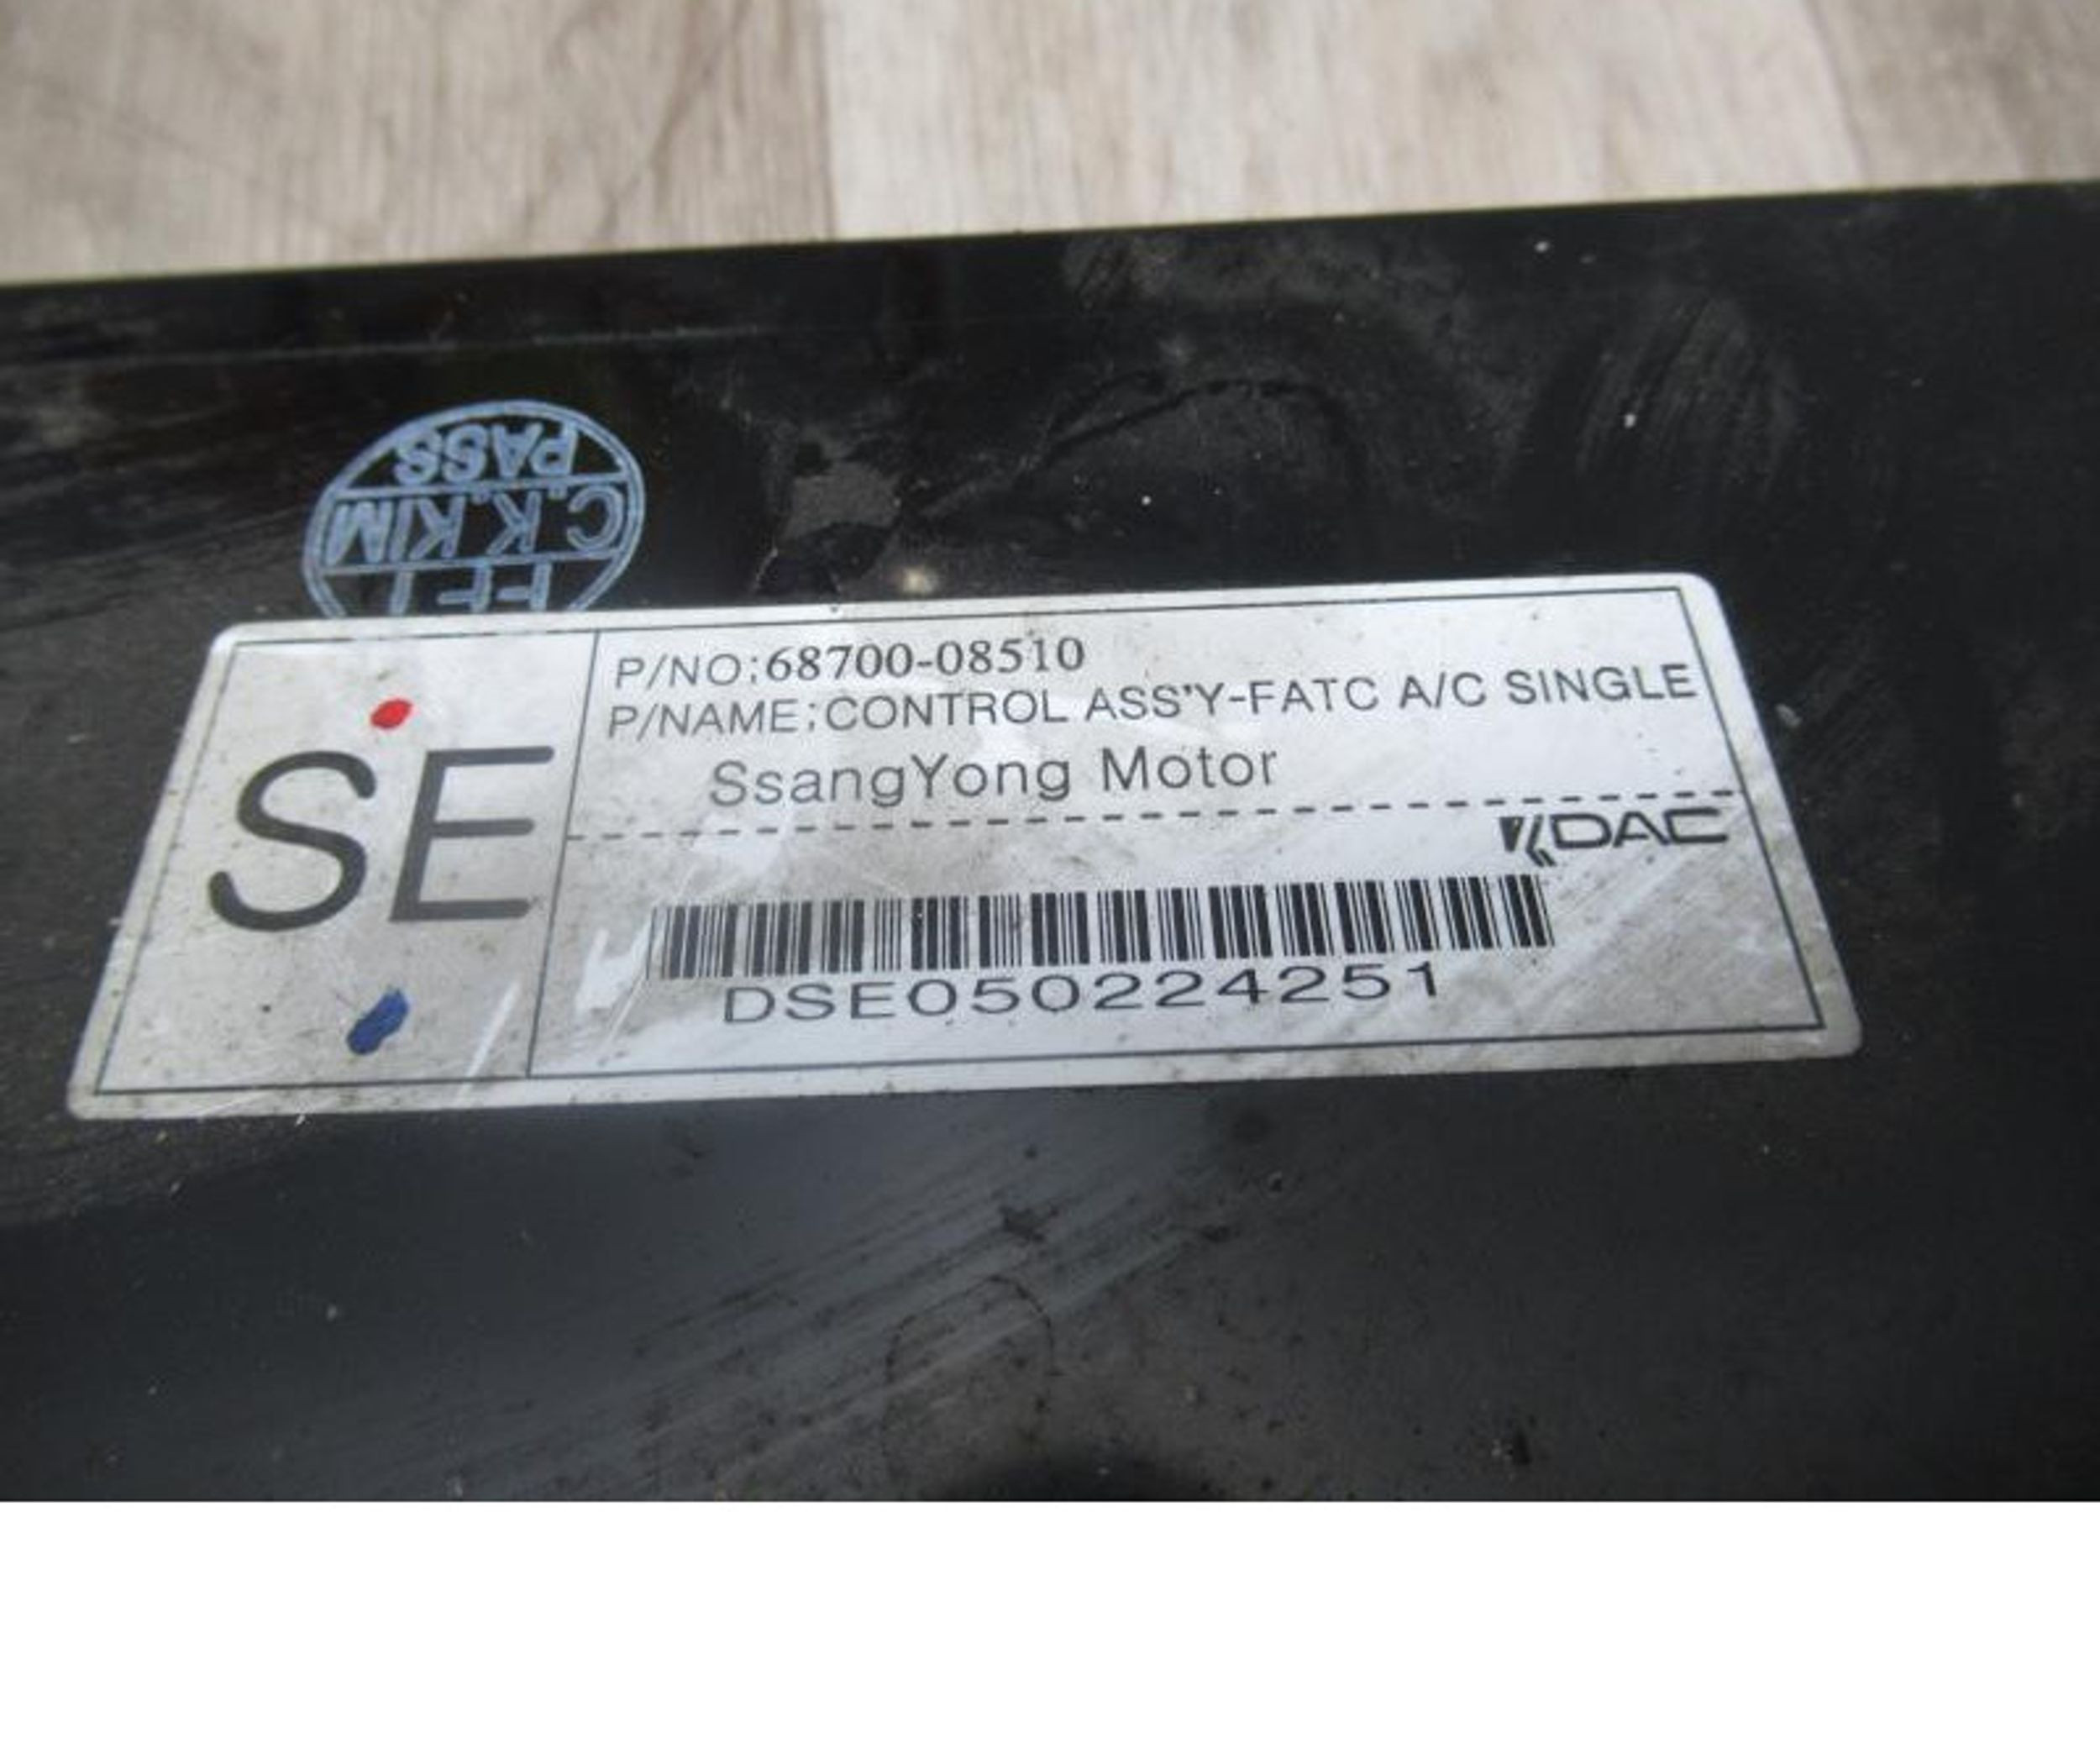 PASS
C.K.KIM
P/NO:68700-08510
P/NAME:CONTROL ASS'Y-FATC A/C SINGLE
SE
SsangYong Motor
DAC
DSE050224251